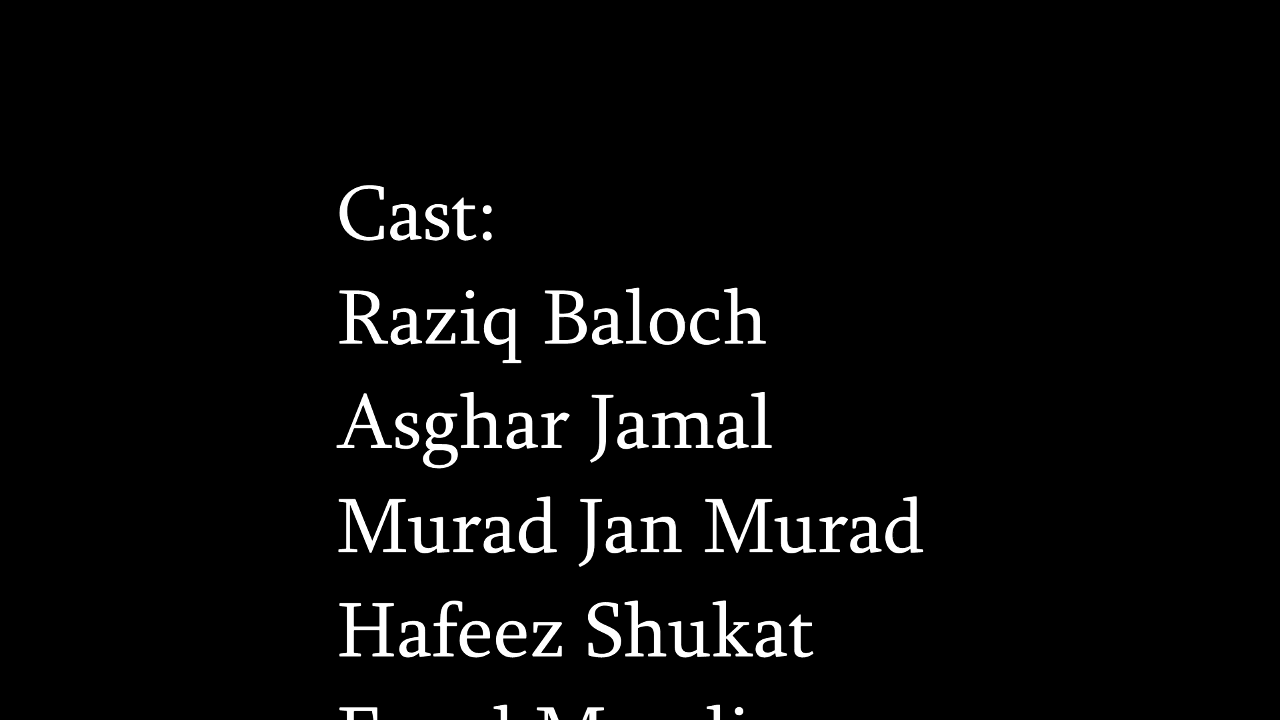 Cast:
Raziq Baloch
Asghar Jamal
Murad Jan Murad
Hafeez Shukat